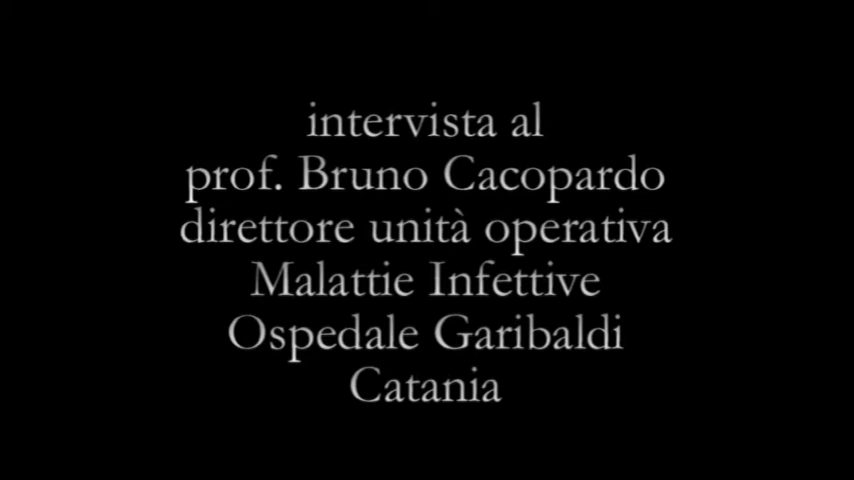 intervista al
prof. Bruno Cacopardo
direttore unità operativa
Malattie Infettive
Ospedale Garibaldi
Catania